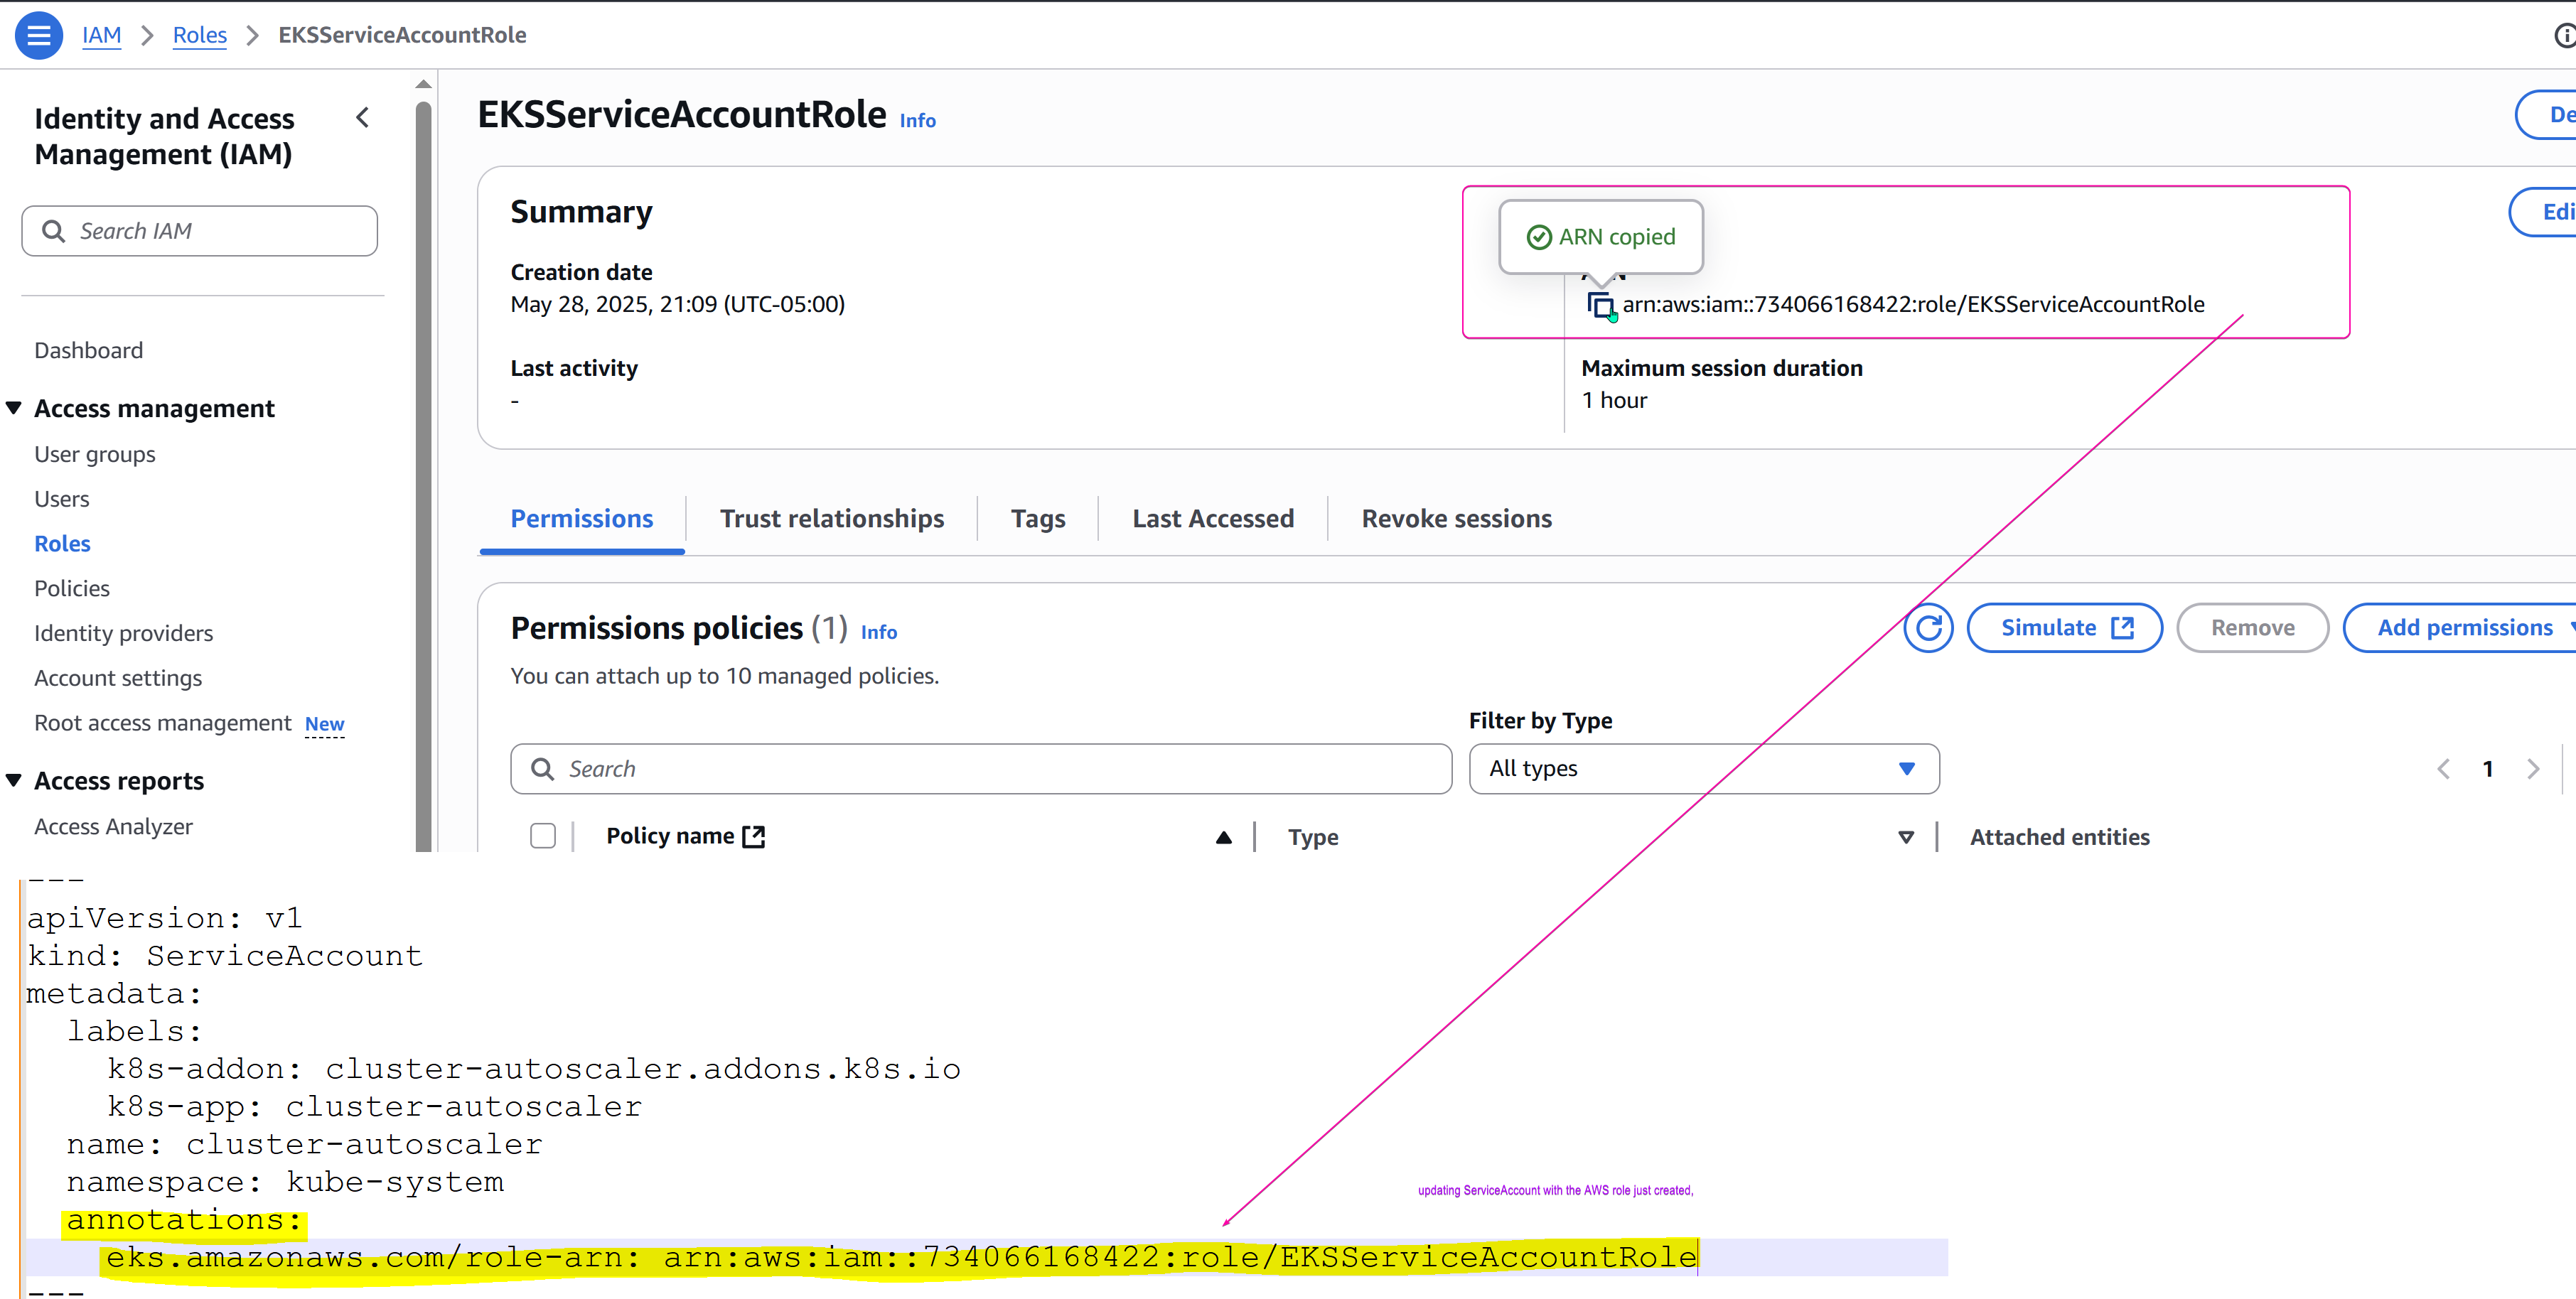 IAM > Roles > EKSServiceAccountRole
Identity and Access
Management (IAM)
Search IAM
Dashboard
Access management
User groups
Users
Roles
Policies
Identity providers
Account settings
Root access management New
Access reports
Access Analyzer
EKSServiceAccountRole Info
De
Summary
Edi
ARN copied
Creation date
May 28, 2025, 21:09 (UTC-05:00)
arn:aws:iam::734066168422:role/EKSServiceAccountRole
Last activity
-
Maximum session duration
1 hour
Permissions
Trust relationships
Tags
Last Accessed
Revoke sessions
Permissions policies (1) Info
Simulate
Remove
Add permissions
You can attach up to 10 managed policies.
Filter by Type
Search
All types
1
Policy name
Type
Attached entities
---
apiVersion: v1
kind: ServiceAccount
metadata:
labels:
k8s-addon: cluster-autoscaler.addons.k8s.io
k8s-app: cluster-autoscaler
name: cluster-autoscaler
namespace: kube-system
updating ServiceAccount with the AWS role just created,
annotations:
eks.amazonaws.com/role-arn: arn:aws:iam::734066168422:role/EKSServiceAccountRole
---